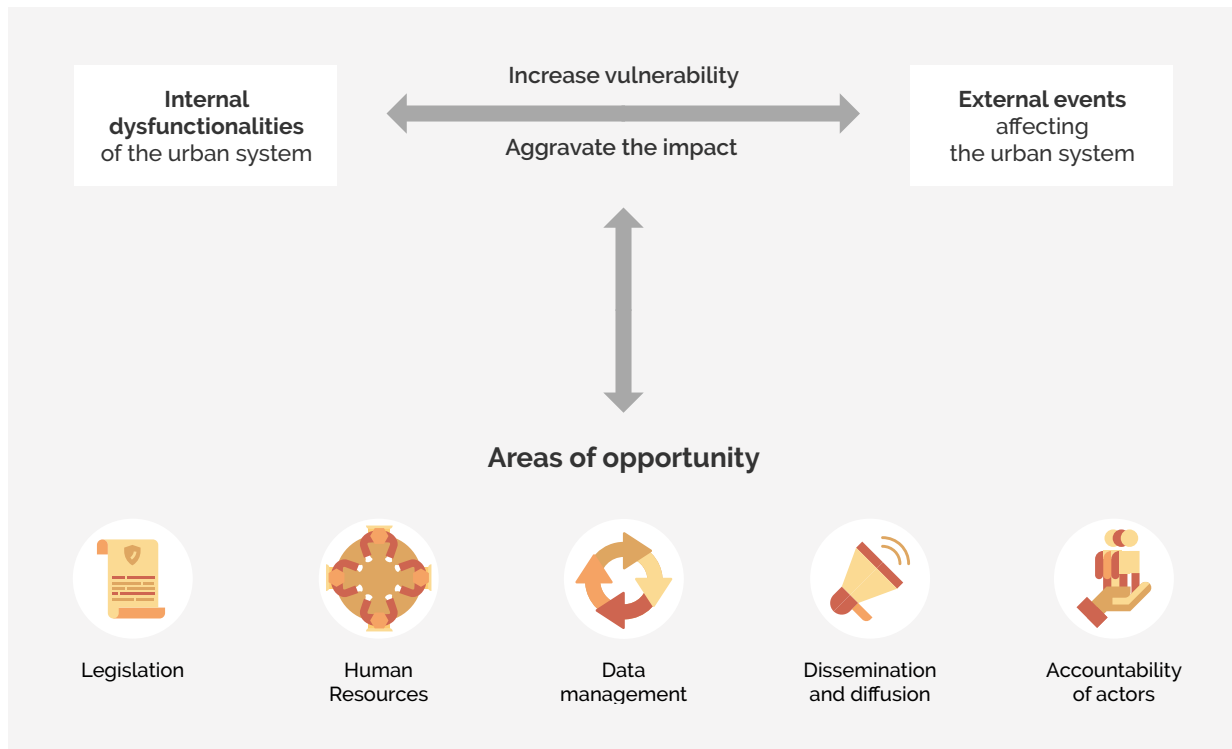 Internal
dysfunctionalities
of the urban system
Increase vulnerability
Aggravate the impact
External events
affecting
the urban system
Areas of opportunity
Legislation
Human
Resources
Data
management
Dissemination
and diffusion
Accountability
of actors